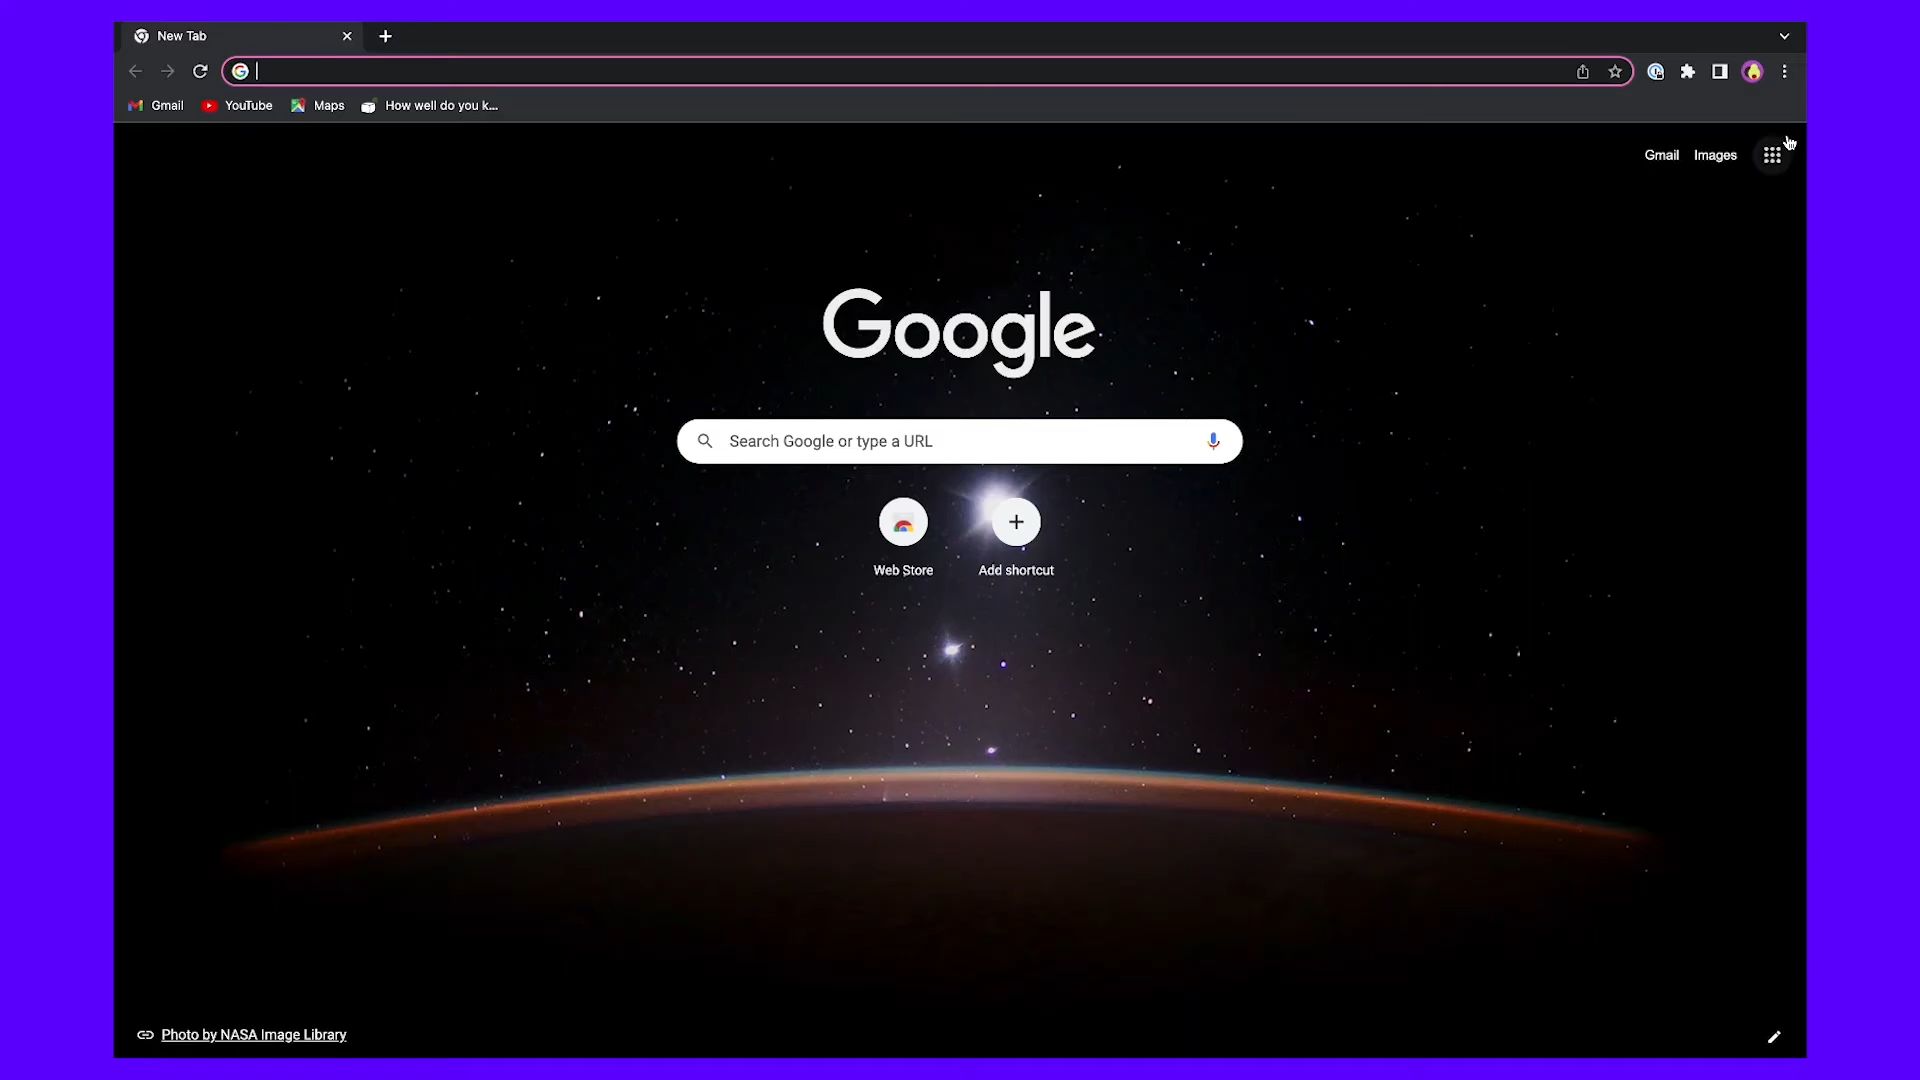 New Tab
Gmail YouTube Maps How well do you k...
Gmail Images
Google
Search Google or type a URL
Web Store Add shortcut
Photo by NASA Image Library